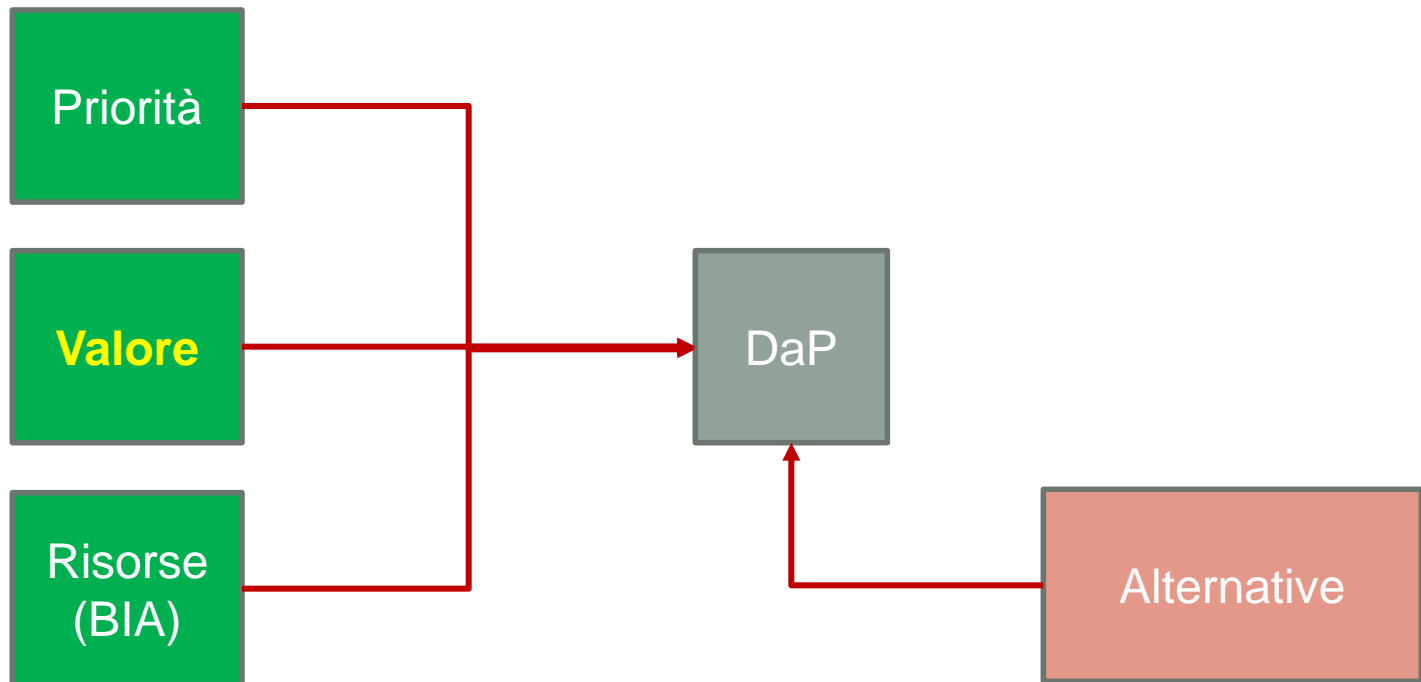 Priorità
Valore
DaP
Risorse
(BIA)
Alternative